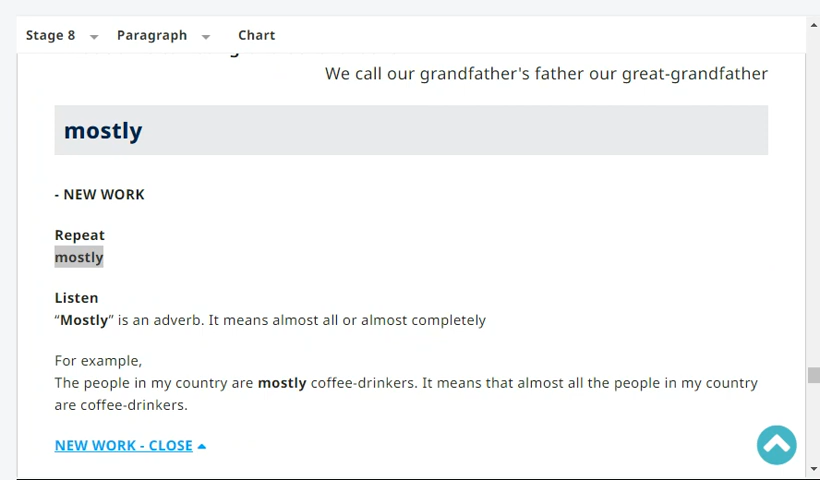 Stage 8 Paragraph Chart
We call our grandfather's father our great-grandfather
mostly
- NEW WORK
Repeat
mostly
Listen
“Mostly” is an adverb. It means almost all or almost completely
For example,
The people in my country are mostly coffee-drinkers. It means that almost all the people in my country
are coffee-drinkers.
NEW WORK - CLOSE